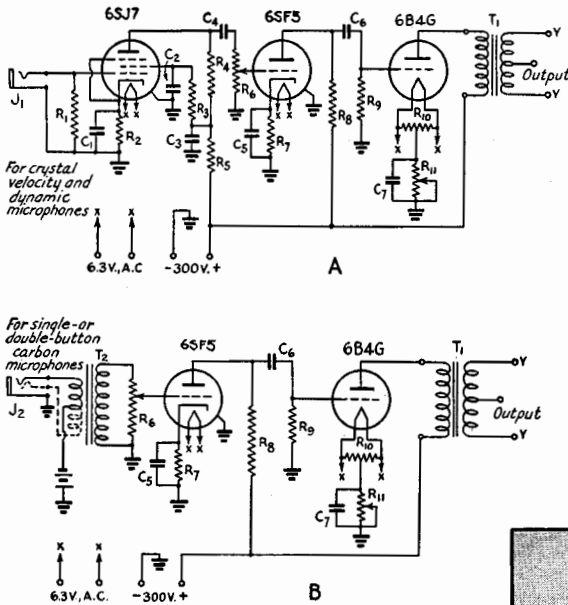 6SJ7
C4
6SF5
C6
6B4G
T1
Y
C2
R4
R6
Output
J1
R1
R3
R8
R9
R10
Y
C1
R2
C3
R5
C5
R7
C7
R11
For crystal
velocity and
dynamic
microphones
X
X
X
X
X
X
X
X
6.3V., A.C
-300V.+
A
For single-or
double-button
carbon
microphones
T2
6SF5
C6
6B4G
T1
Y
J2
R6
Output
R8
R9
R10
Y
C5
R7
X
X
X
X
C7
R11
X
X
6.3V., A.C.
-300V.+
B